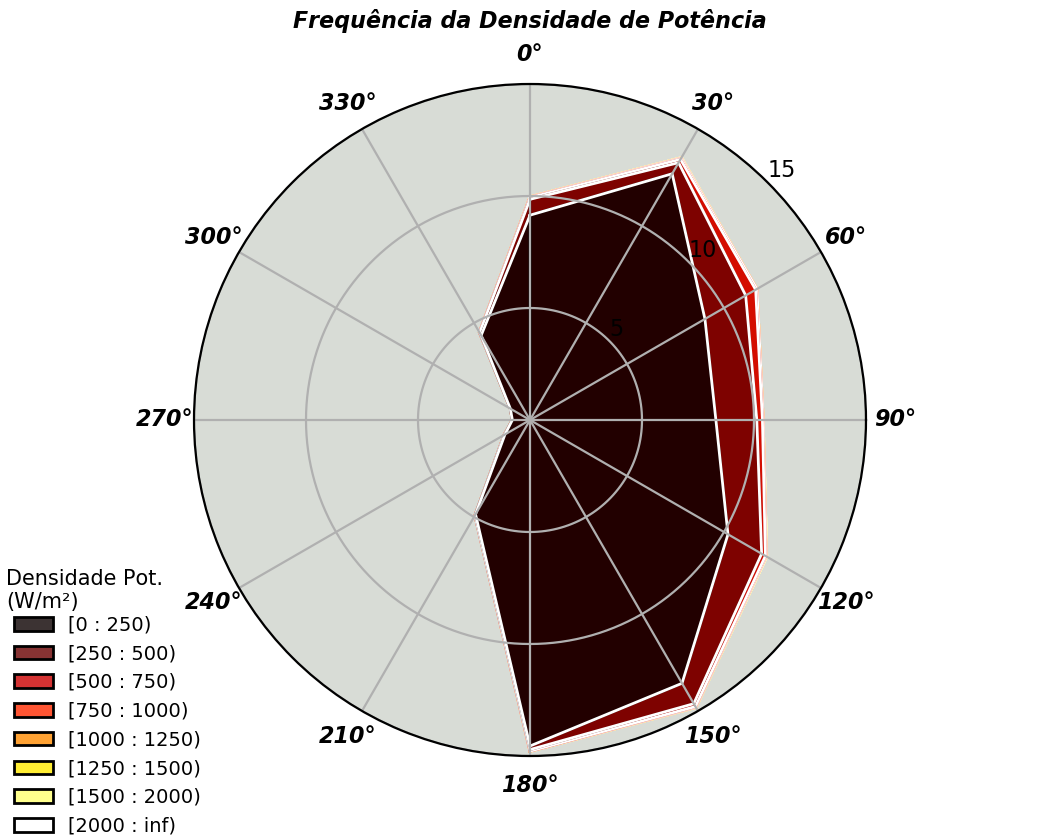 Frequência da Densidade de Potência
0°
330°
30°
15
300°
60°
10
5
270°
90°
240°
120°
210°
150°
180°
Densidade Pot.
(W/m²)
[0 : 250)
[250 : 500)
[500 : 750)
[750 : 1000)
[1000 : 1250)
[1250 : 1500)
[1500 : 2000)
[2000 : inf)